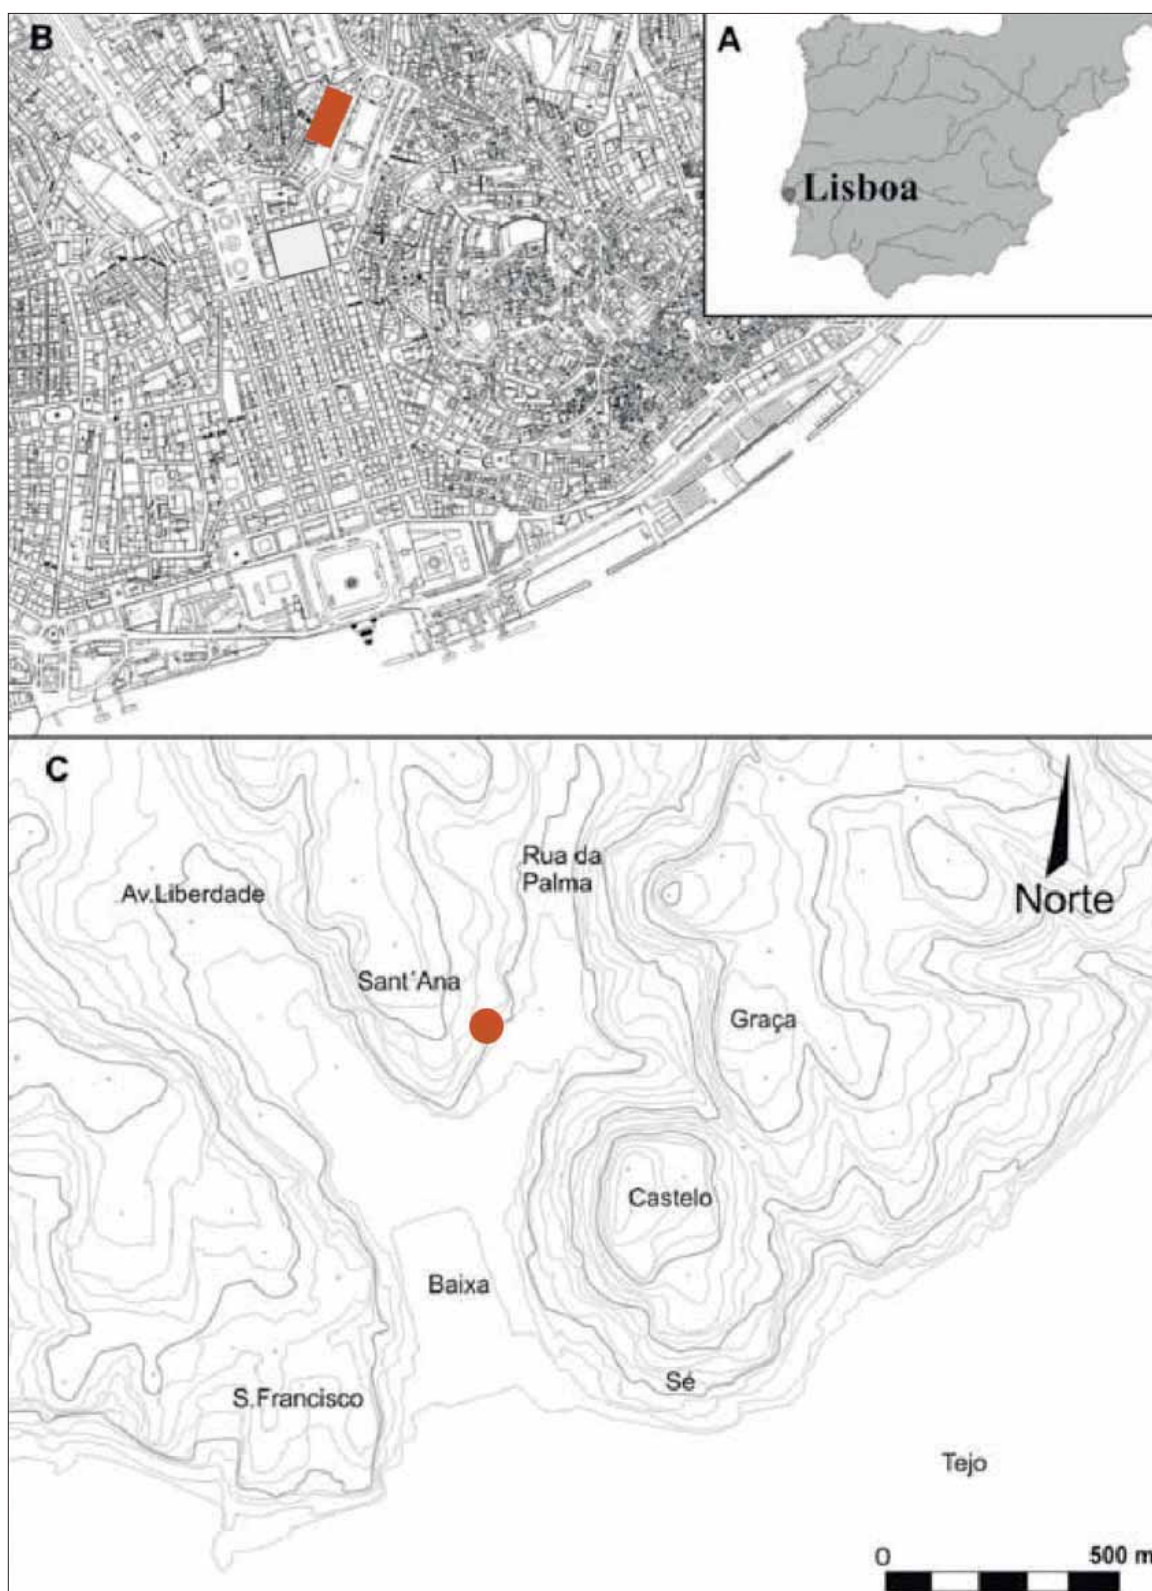 B
A
Lisboa
C
Rua da
Palma
Av.Liberdade
Norte
Sant´Ana
Graça
Castelo
Baixa
S.Francisco
Sé
Tejo
0
500 m